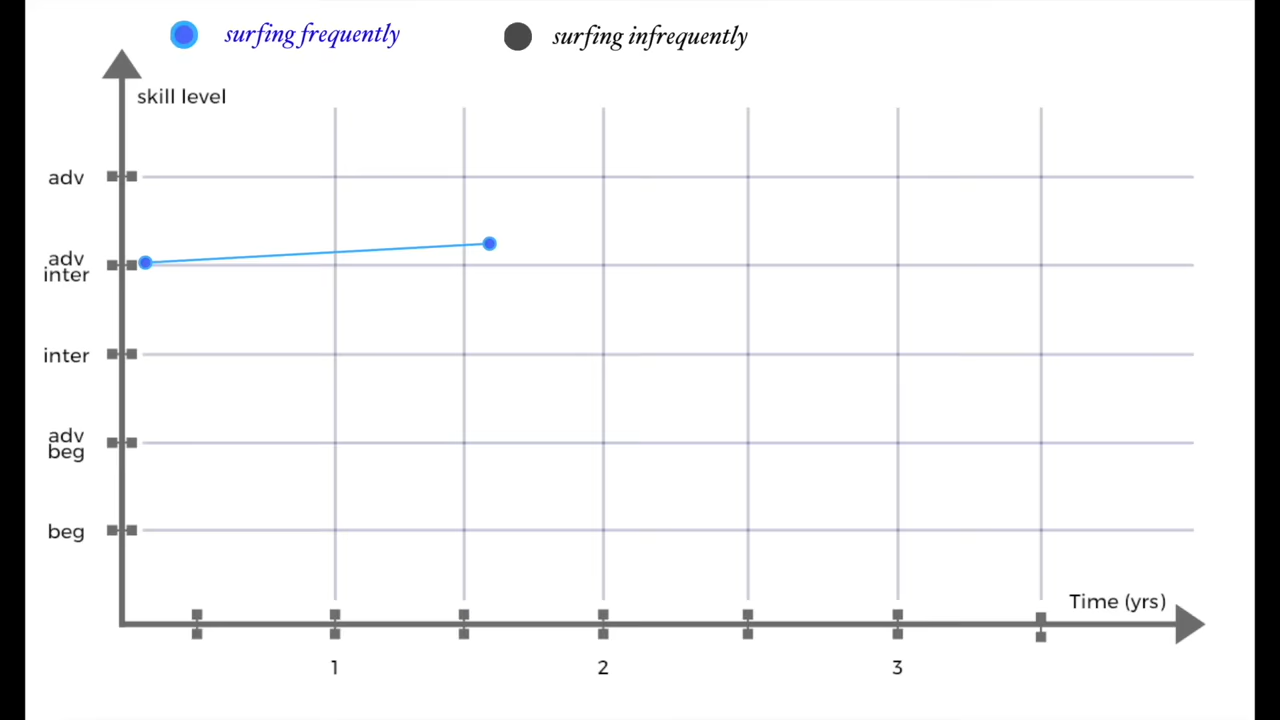 surfing frequently
surfing infrequently
skill level
adv
adv
inter
inter
adv
beg
beg
Time (yrs)
1
2
3